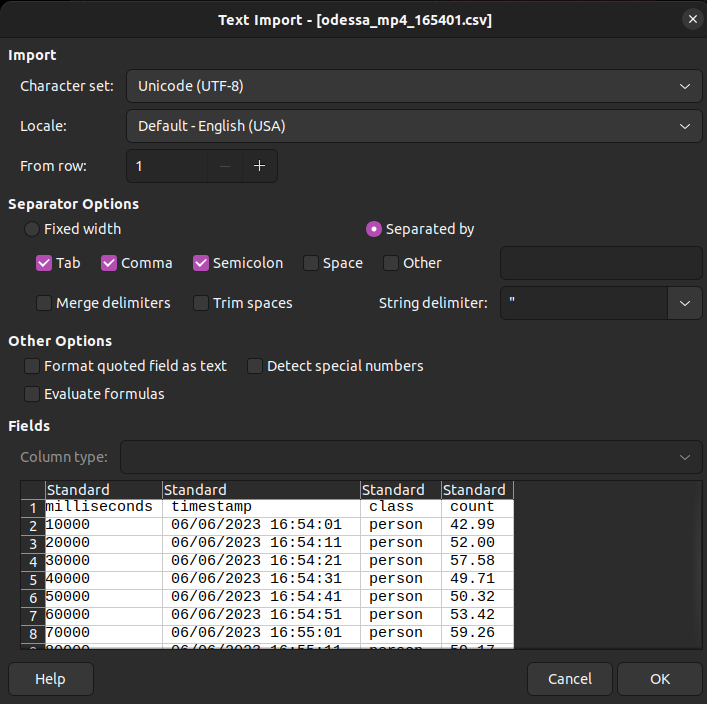 Text Import - [odessa_mp4_165401.csv]
Import
Character set: Unicode (UTF-8)
Locale: Default - English (USA)
From row: 1
Separator Options
Fixed width Separated by
Tab Comma Semicolon Space Other
Merge delimiters Trim spaces String delimiter: "
Other Options
Format quoted field as text Detect special numbers
Evaluate formulas
Fields
Column type:
Standard Standard Standard Standard
1 milliseconds timestamp class count
2 10000 06/06/2023 16:54:01 person 42.99
3 20000 06/06/2023 16:54:11 person 52.00
4 30000 06/06/2023 16:54:21 person 57.58
5 40000 06/06/2023 16:54:31 person 49.71
6 50000 06/06/2023 16:54:41 person 50.32
7 60000 06/06/2023 16:54:51 person 53.42
8 70000 06/06/2023 16:55:01 person 59.26
Help Cancel OK